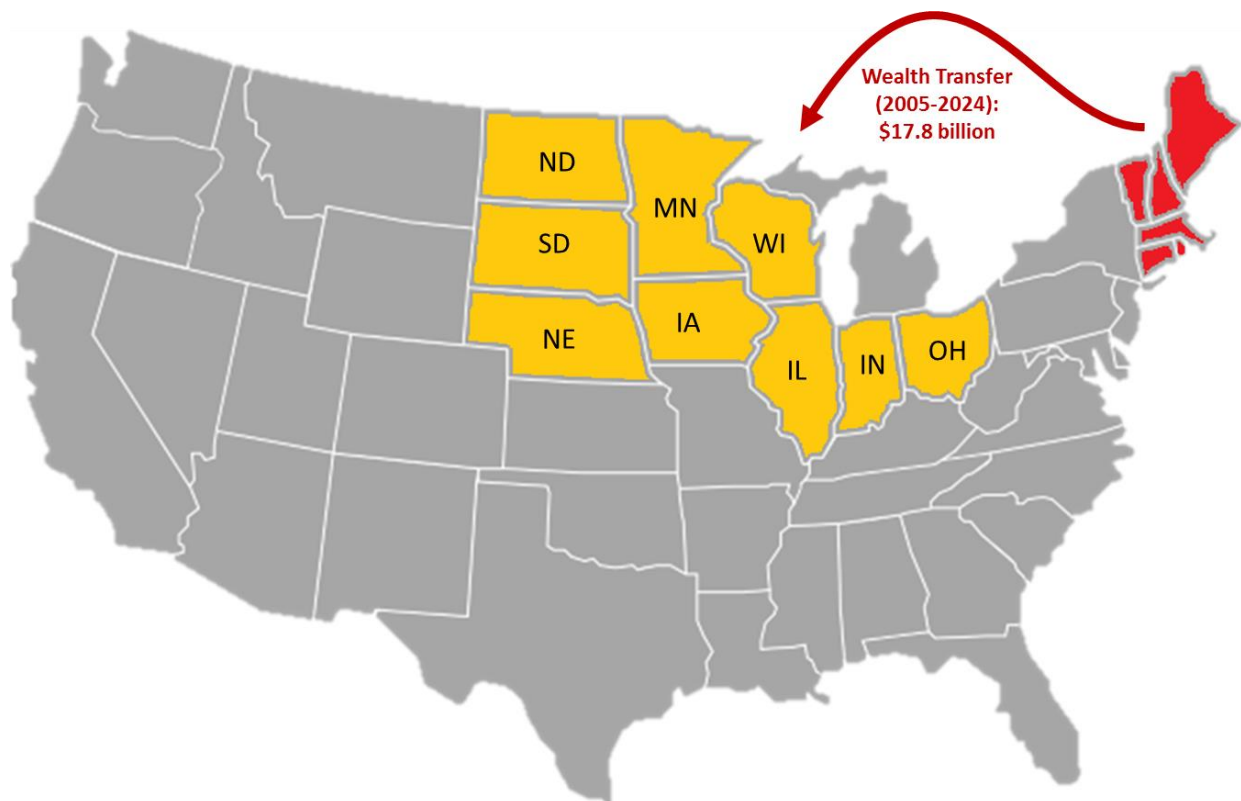 Wealth Transfer
(2005-2024):
$17.8 billion
ND
MN
SD
WI
NE
IA
IL
IN
OH